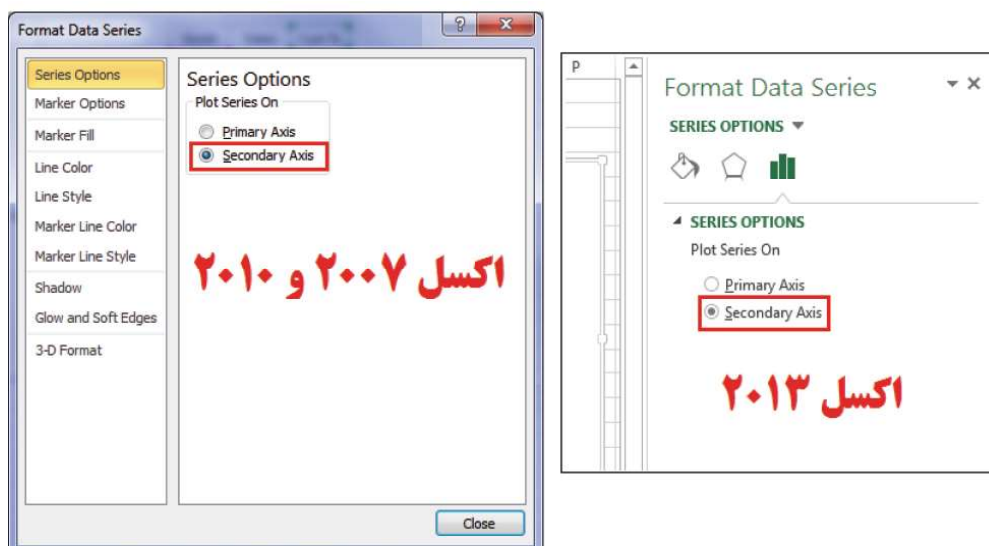 Format Data Series
Series Options
Marker Options
Marker Fill
Line Color
Line Style
Marker Line Color
Marker Line Style
Shadow
Glow and Soft Edges
3-D Format
Series Options
Plot Series On
Primary Axis
Secondary Axis
اکسل ۲۰۰۷ و ۲۰۱۰
Close
P
Format Data Series
SERIES OPTIONS
SERIES OPTIONS
Plot Series On
Primary Axis
Secondary Axis
اکسل ۲۰۱۳